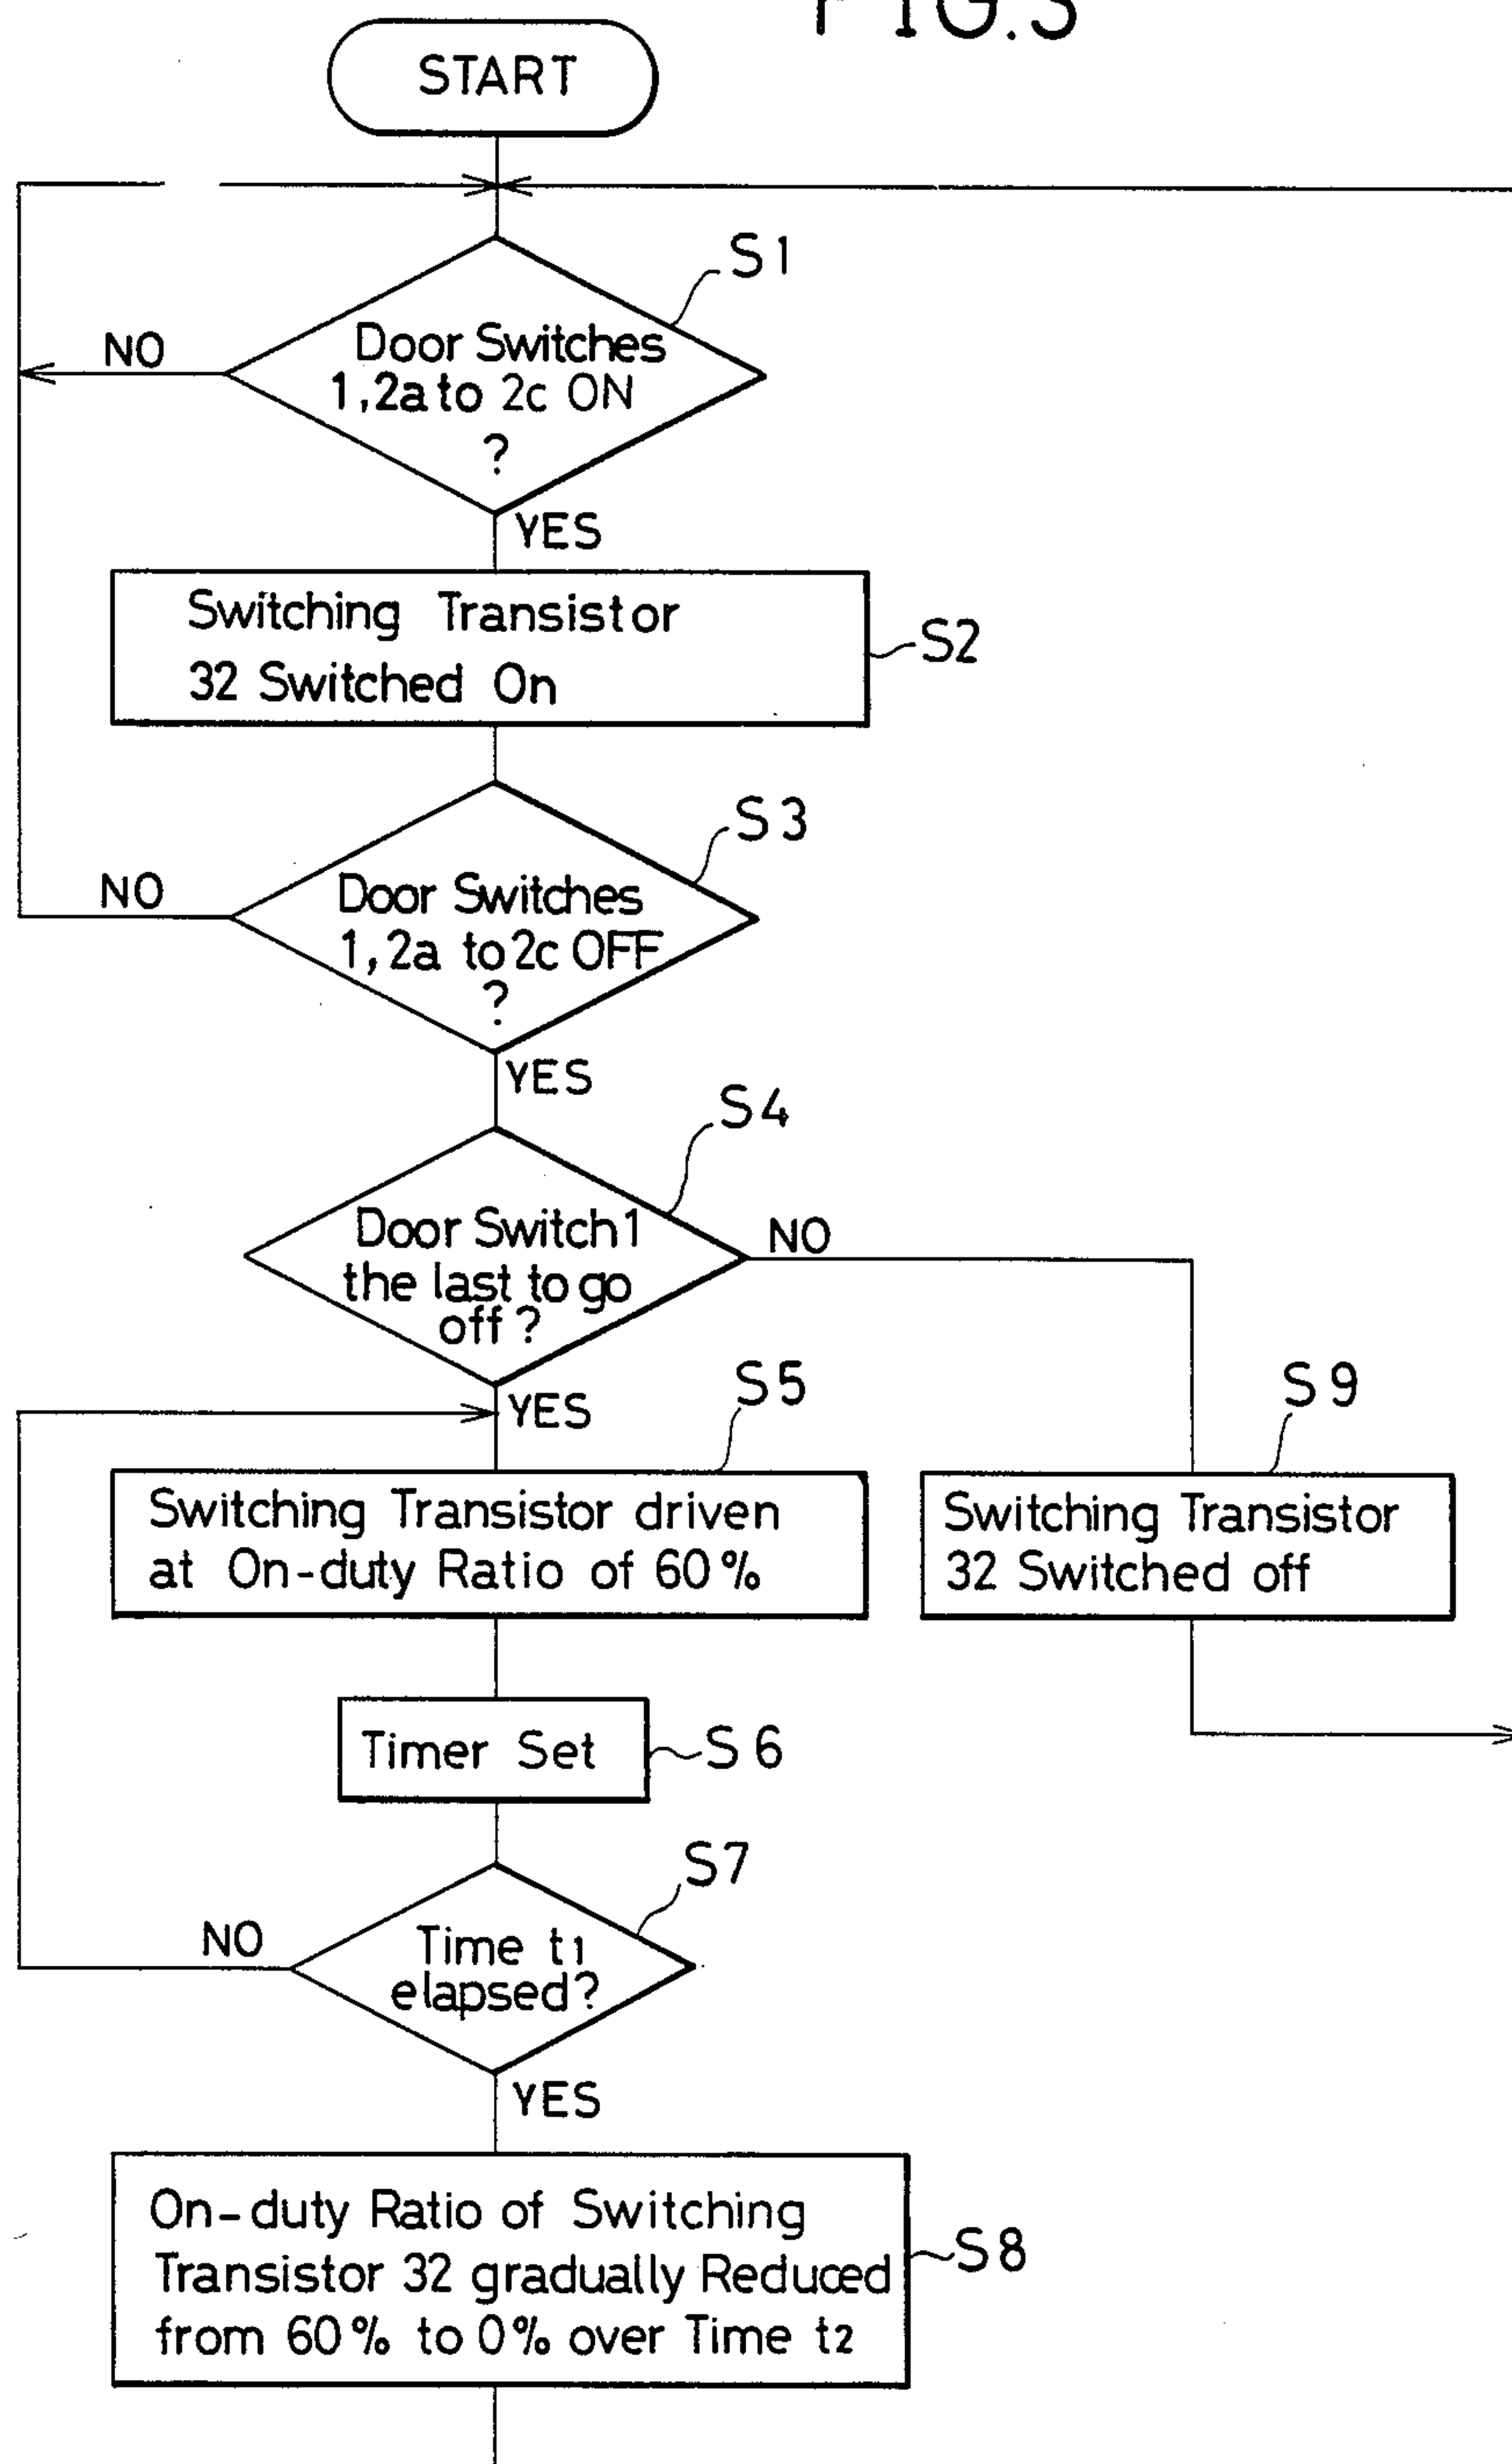 FIG.3
START
S1
Door Switches
1,2a to 2c ON
?
NO
YES
Switching Transistor
32 Switched On
S2
S3
Door Switches
1,2a to 2c OFF
?
NO
YES
S4
Door Switch 1
the last to go
off?
NO
YES
S5
S9
Switching Transistor driven
at On-duty Ratio of 60%
Switching Transistor
32 Switched off
Timer Set
S6
S7
Time t1
elapsed?
NO
YES
On-duty Ratio of Switching
Transistor 32 gradually Reduced
from 60% to 0% over Time t2
S8